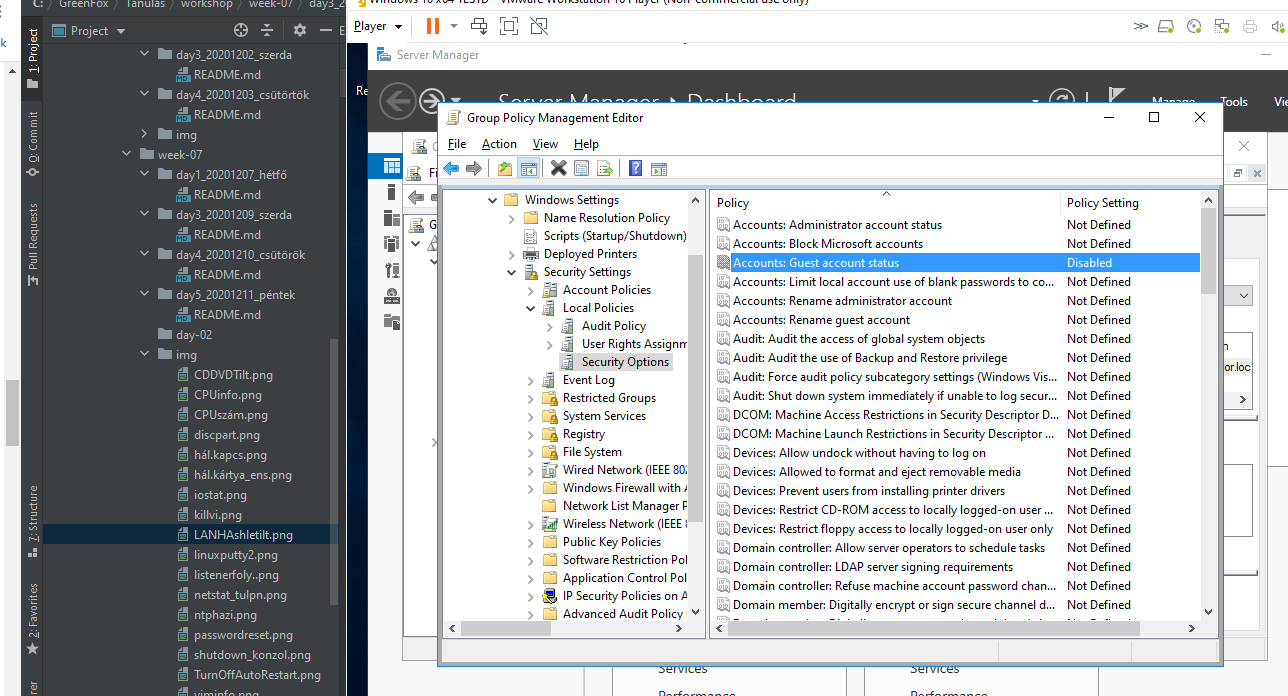 C: GreenFox Tanulás workshop week-07 day3_2
Project
day3_20201202_szerda
README.md
day4_20201203_csütörtök
README.md
img
week-07
day1_20201207_hétfő
README.md
day3_20201209_szerda
README.md
day4_20201210_csütörök
README.md
day5_20201211_péntek
README.md
day-02
img
CDDVDTilt.png
CPUinfo.png
CPUszám.png
discpart.png
hál.kapcs.png
hál.kártya_ens.png
iostat.png
killvi.png
LANHAshletilt.png
linuxputty2.png
listenerfoly..png
netstat_tulpn.png
ntphazi.png
passwordreset.png
shutdown_konzol.png
TurnOffAutoRestart.png
viminfo.png
1: Project
0: Commit
Pull Requests
7: Structure
2: Favorites
Player
Server Manager
Server Manager Dashboard
Manage
Tools
Vie
Re
Group Policy Management Editor
File Action View Help
Windows Settings
Name Resolution Policy
Scripts (Startup/Shutdown)
Deployed Printers
Security Settings
Account Policies
Local Policies
Audit Policy
User Rights Assignm
Security Options
Event Log
Restricted Groups
System Services
Registry
File System
Wired Network (IEEE 802
Windows Firewall with A
Network List Manager P
Wireless Network (IEEE 8
Public Key Policies
Software Restriction Pol
Application Control Pol
IP Security Policies on A
Advanced Audit Policy
Policy Policy Setting
Accounts: Administrator account status Not Defined
Accounts: Block Microsoft accounts Not Defined
Accounts: Guest account status Disabled
Accounts: Limit local account use of blank passwords to co... Not Defined
Accounts: Rename administrator account Not Defined
Accounts: Rename guest account Not Defined
Audit: Audit the access of global system objects Not Defined
Audit: Audit the use of Backup and Restore privilege Not Defined
Audit: Force audit policy subcategory settings (Windows Vis... Not Defined
Audit: Shut down system immediately if unable to log secur... Not Defined
DCOM: Machine Access Restrictions in Security Descriptor D... Not Defined
DCOM: Machine Launch Restrictions in Security Descriptor ... Not Defined
Devices: Allow undock without having to log on Not Defined
Devices: Allowed to format and eject removable media Not Defined
Devices: Prevent users from installing printer drivers Not Defined
Devices: Restrict CD-ROM access to locally logged-on user ... Not Defined
Devices: Restrict floppy access to locally logged-on user only Not Defined
Domain controller: Allow server operators to schedule tasks Not Defined
Domain controller: LDAP server signing requirements Not Defined
Domain controller: Refuse machine account password chan... Not Defined
Domain member: Digitally encrypt or sign secure channel d... Not Defined
or.loc
Services
Performance
Services
Performance